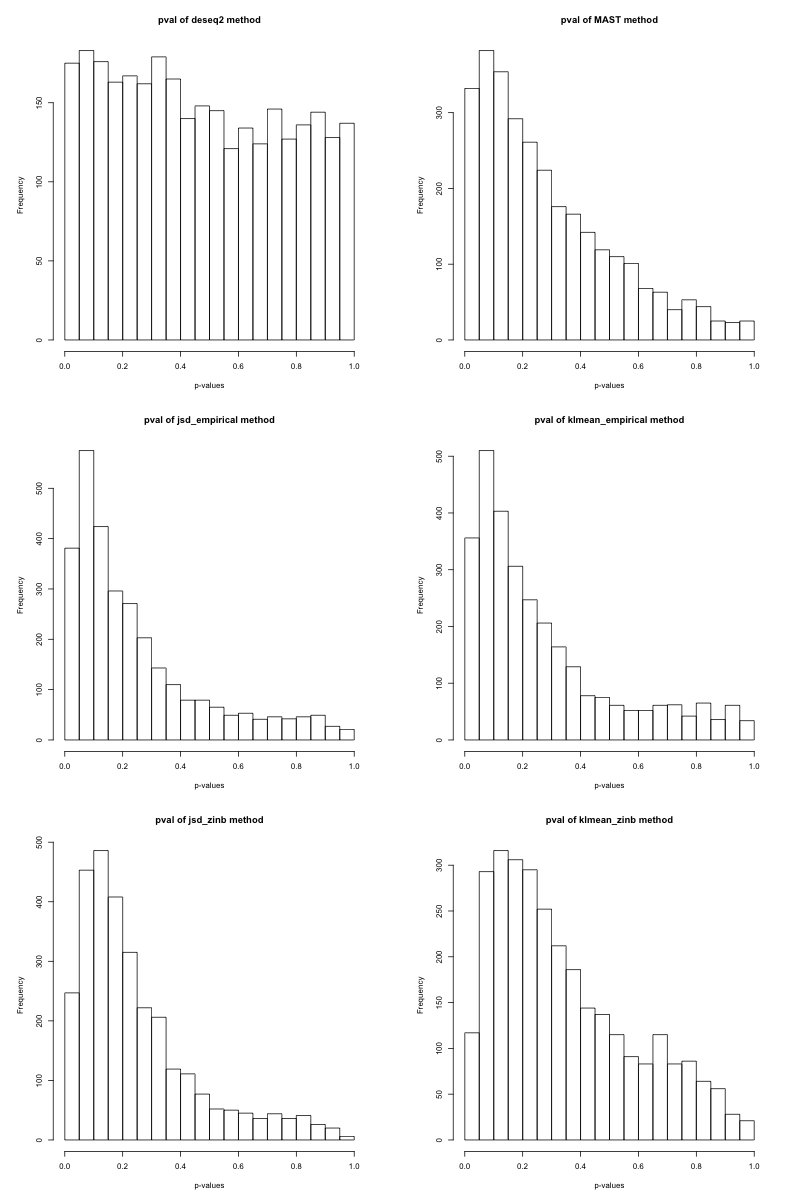 pval of deseq2 method
Frequency
150
100
50
0
0.0 0.2 0.4 0.6 0.8 1.0
p-values
pval of MAST method
Frequency
300
200
100
0
0.0 0.2 0.4 0.6 0.8 1.0
p-values
pval of jsd_empirical method
Frequency
500
400
300
200
100
0
0.0 0.2 0.4 0.6 0.8 1.0
p-values
pval of klmean_empirical method
Frequency
500
400
300
200
100
0
0.0 0.2 0.4 0.6 0.8 1.0
p-values
pval of jsd_zinb method
Frequency
500
400
300
200
100
0
0.0 0.2 0.4 0.6 0.8 1.0
p-values
pval of klmean_zinb method
Frequency
300
250
200
150
100
50
0
0.0 0.2 0.4 0.6 0.8 1.0
p-values